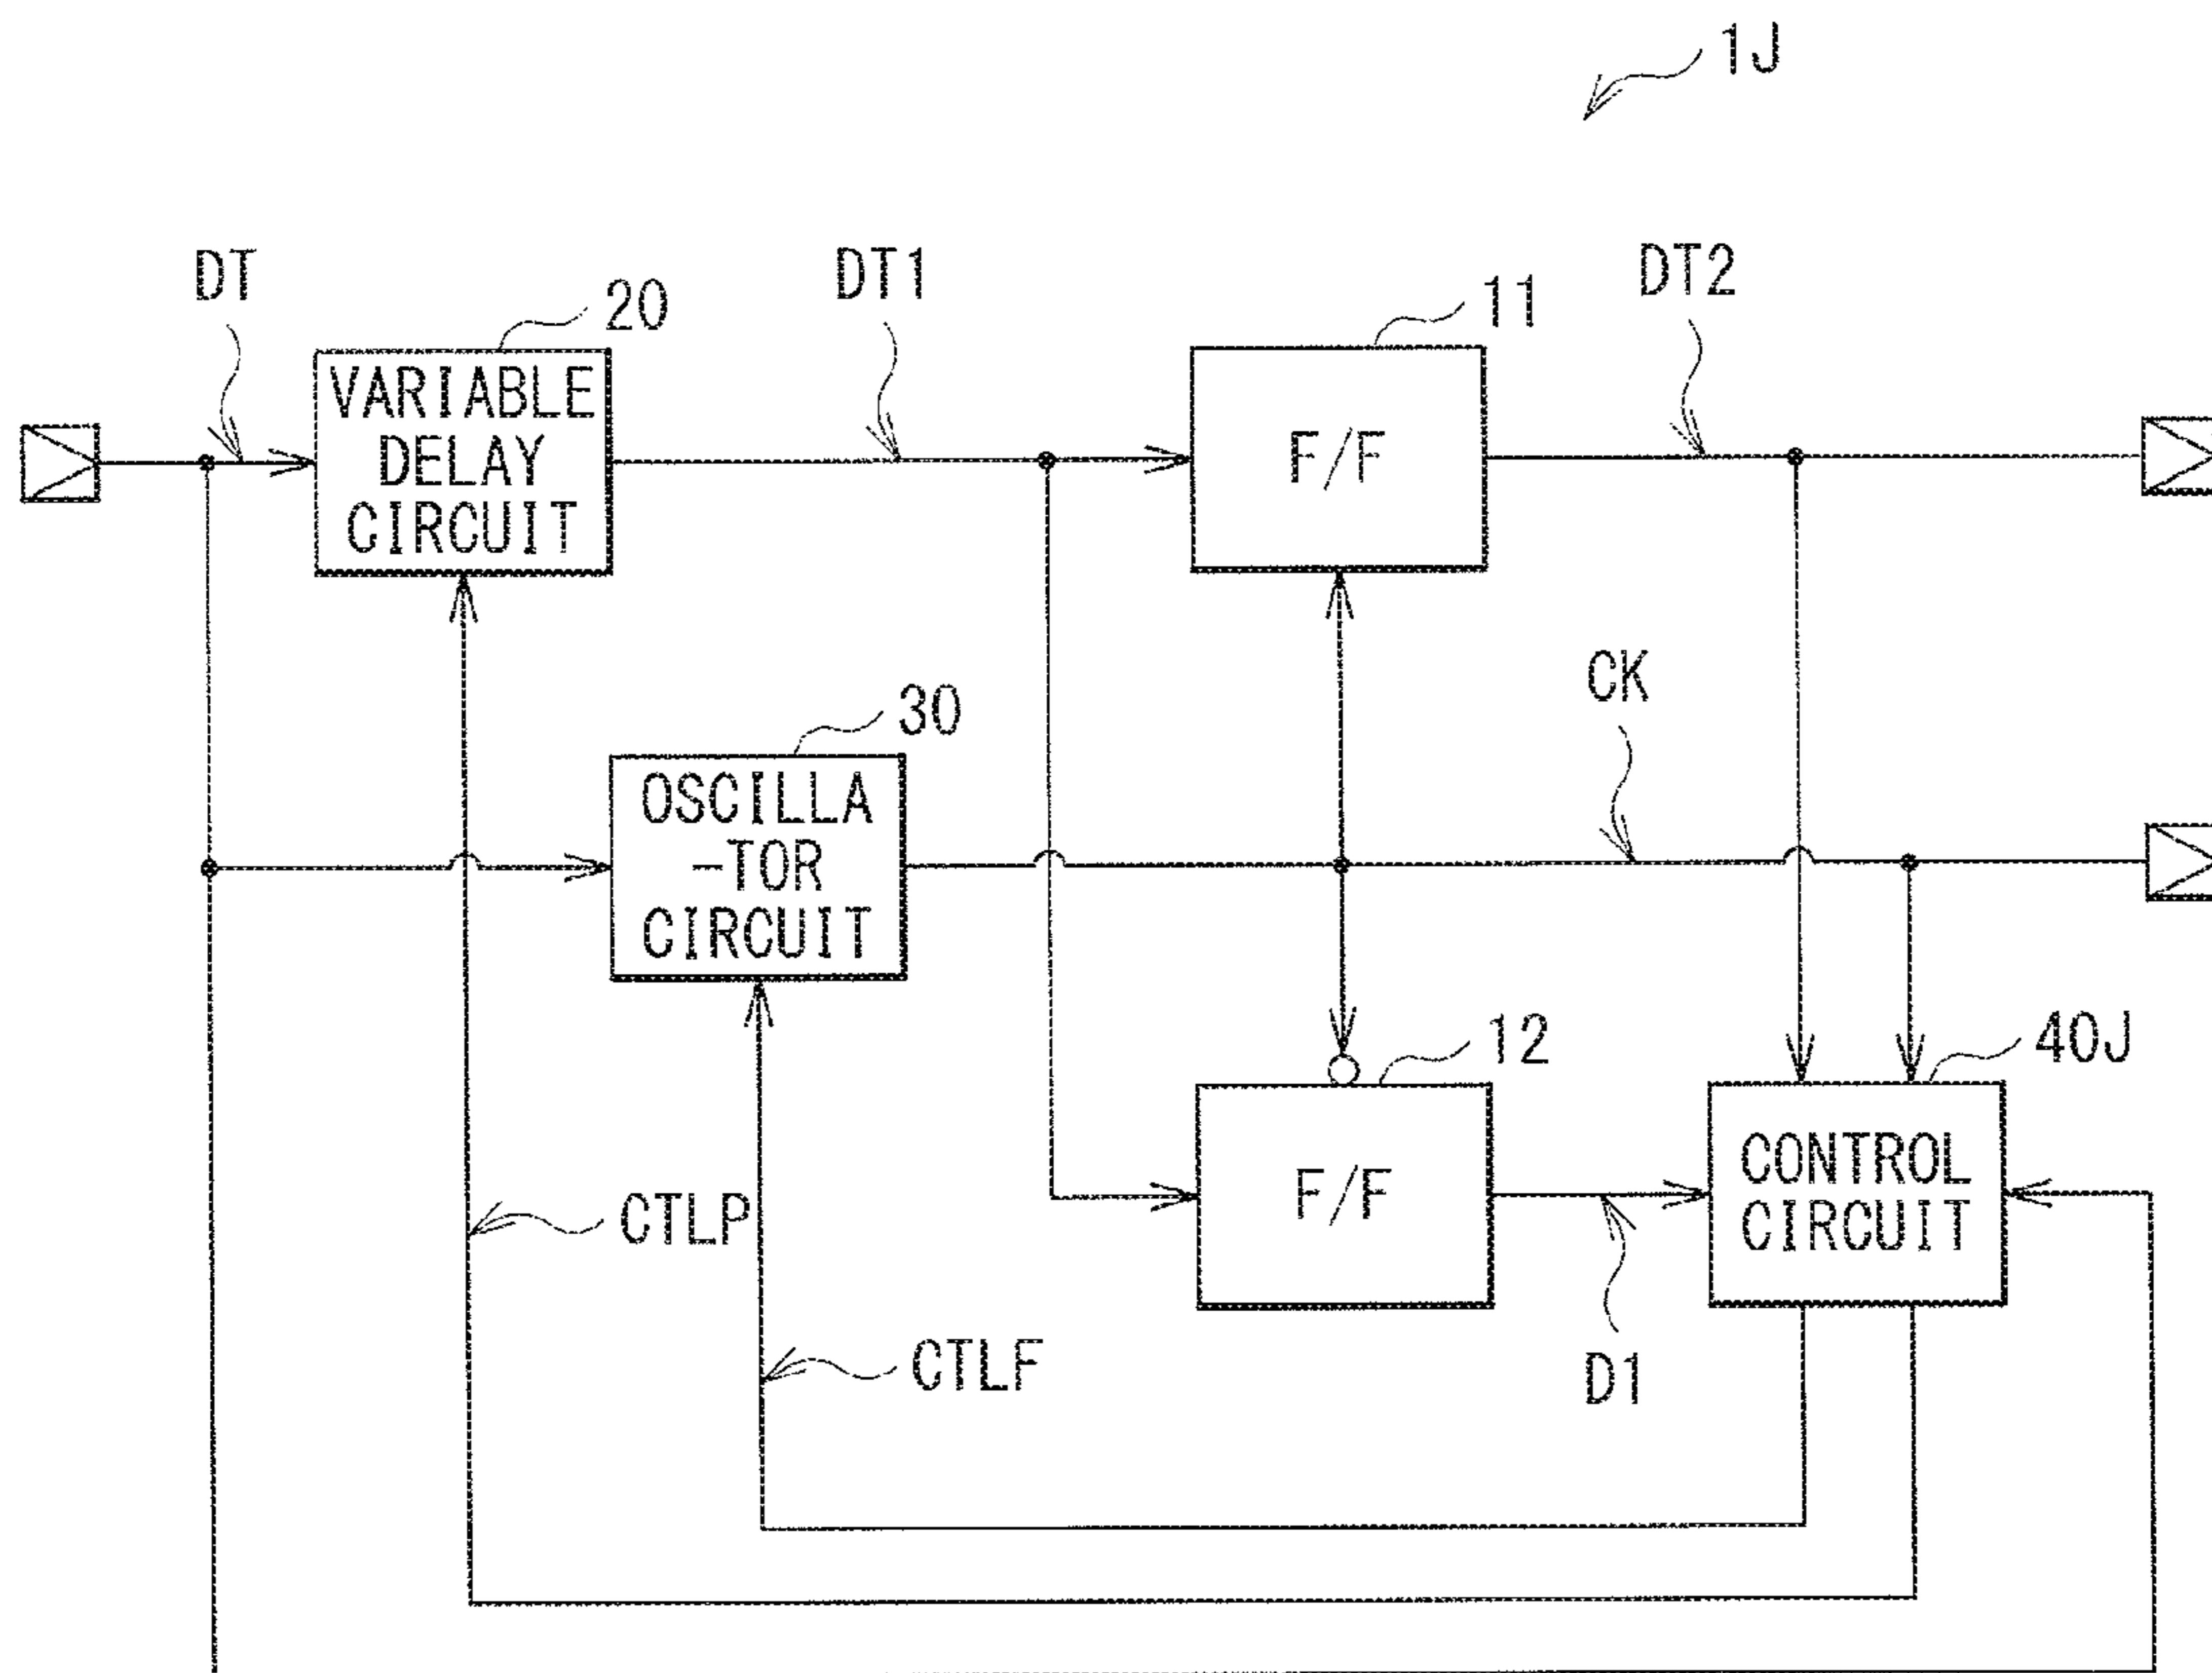 1J
DT
20
DT1
11
DT2
VARIABLE
DELAY
CIRCUIT
F/F
CK
30
OSCILLA
-TOR
CIRCUIT
12
40J
F/F
CONTROL
CIRCUIT
CTLP
CTLF
D1